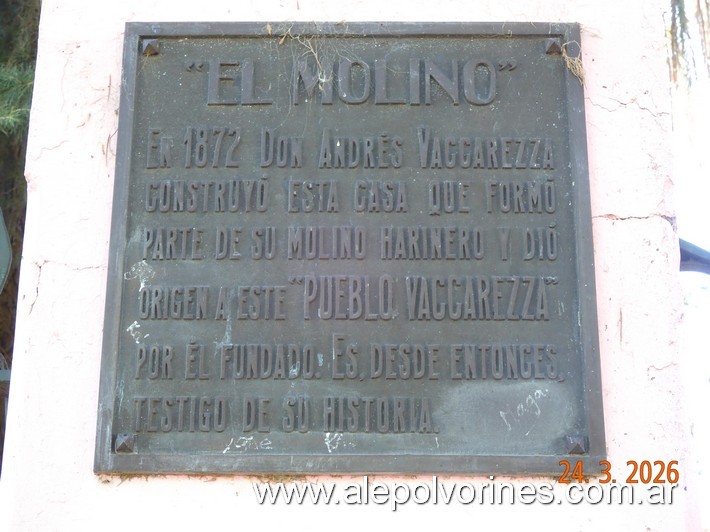 "EL MOLINO"
EN 1872 DON ANDRÉS VACCAREZZA
CONSTRUYÓ ESTA CASA QUE FORMÓ
PARTE DE SU MOLINO HARINERO Y DIÓ
ORIGEN A ESTE "PUEBLO VACCAREZZA"
POR ÉL FUNDADO. ES, DESDE ENTONCES,
TESTIGO DE SU HISTORIA.
Naga
24. 3. 2026
www.alepolvorines.com.ar